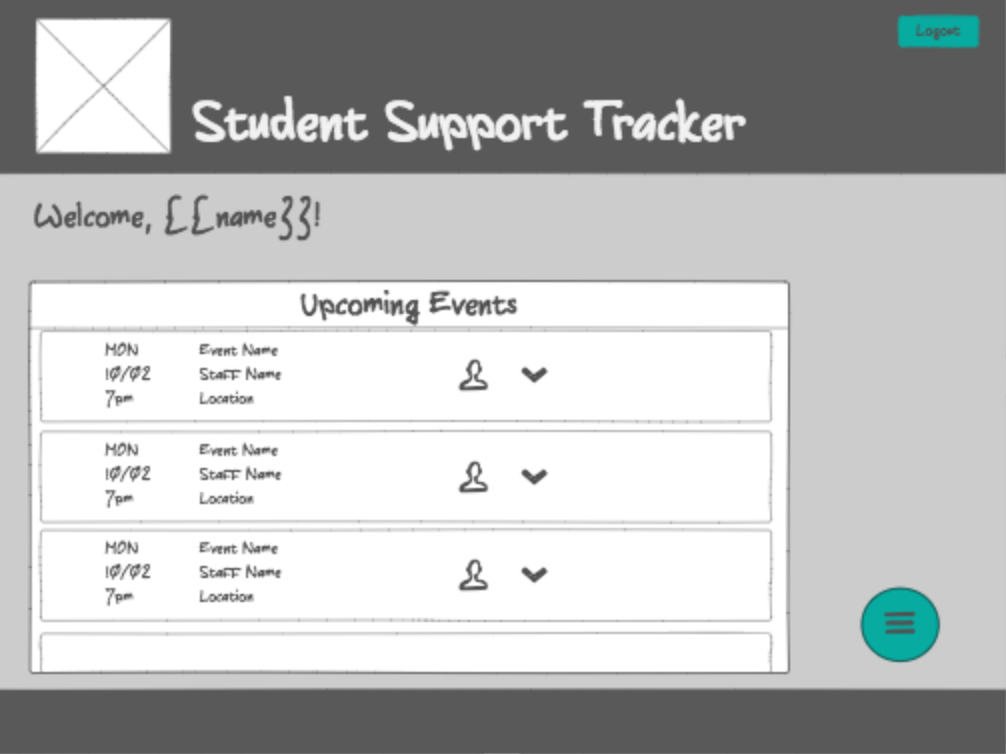 Logout
Student Support Tracker
Welcome, {{name}}!
Upcoming Events
MON Event Name
10/02 Staff Name
7pm Location
MON Event Name
10/02 Staff Name
7pm Location
MON Event Name
10/02 Staff Name
7pm Location